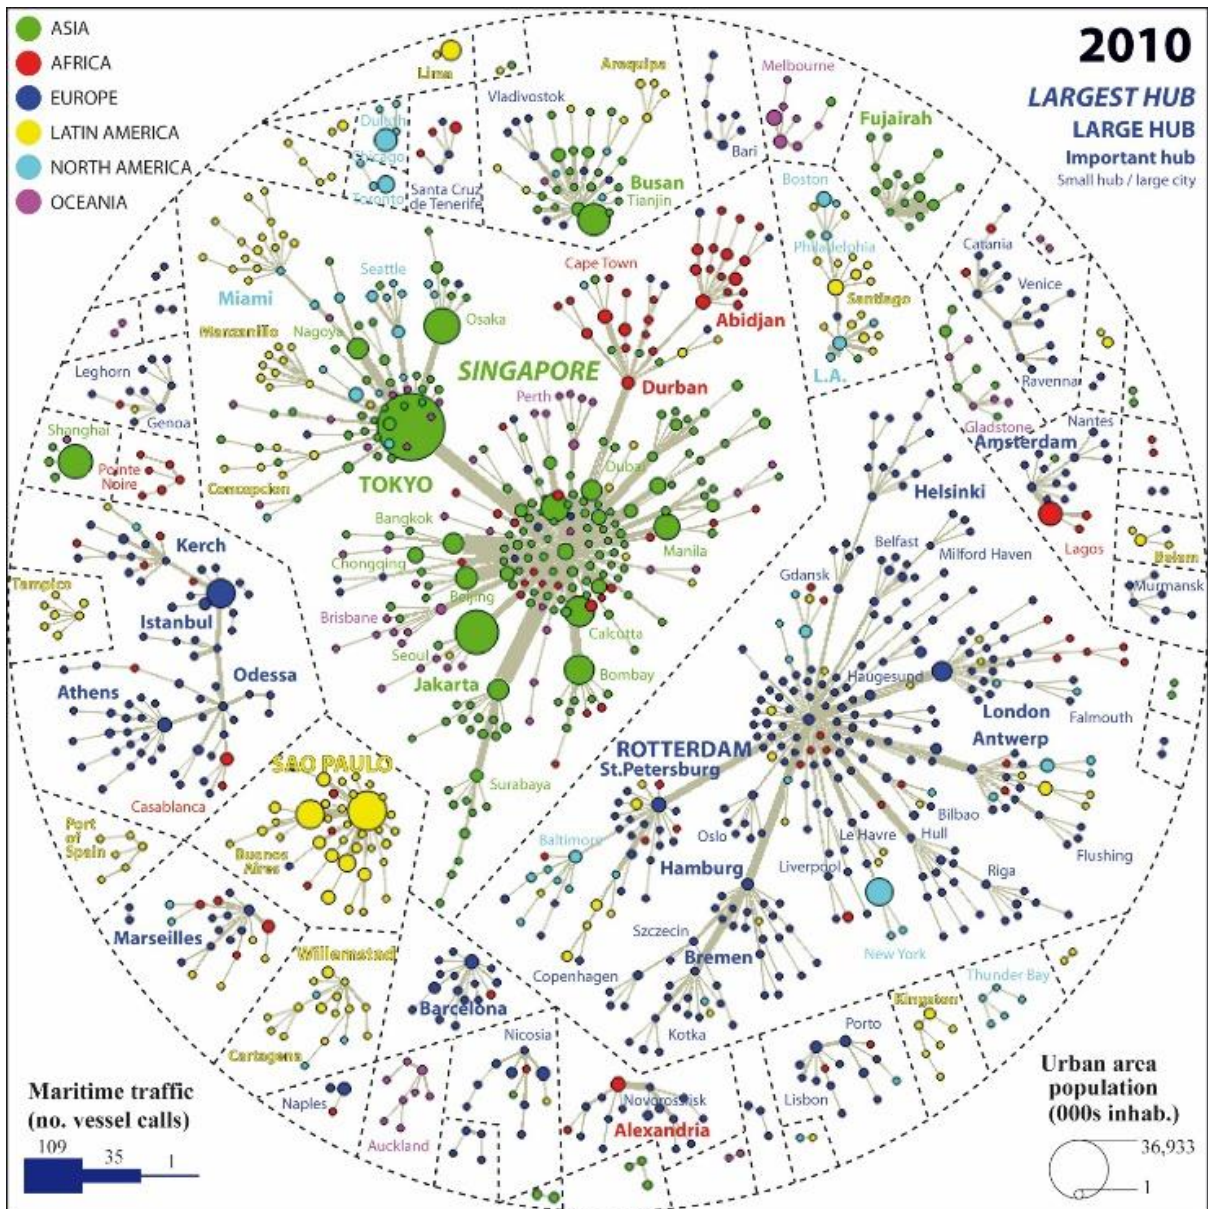 ASIA
AFRICA
EUROPE
LATIN AMERICA
NORTH AMERICA
OCEANIA
2010
LARGEST HUB
LARGE HUB
Important hub
Small hub / large city
Lima
Arequipa
Melbourne
Vladivostok
Duluth
Chicago
Toronto
Santa Cruz
de Tenerife
Bari
Fujairah
Busan
Tianjin
Boston
Philadelphia
Catania
Venice
Cape Town
Seattle
Miami
Nagoya
Manzanillo
Osaka
Abidjan
Santiago
Leghorn
Genoa
SINGAPORE
Durban
L.A.
Ravenna
Perth
Gladstone
Nantes
Amsterdam
Shanghai
Pointe
Noire
TOKYO
Concepcion
Dubai
Helsinki
Bangkok
Manila
Lagos
Kerch
Chongqing
Belfast
Milford Haven
Belem
Tampico
Beijing
Gdansk
Murmansk
Istanbul
Brisbane
Calcutta
Seoul
Athens
Odessa
Jakarta
Bombay
Haugesund
London
Falmouth
SAO PAULO
ROTTERDAM
Antwerp
St.Petersburg
Surabaya
Casablanca
Port
of
Spain
Buenos
Aires
Baltimore
Oslo
Le Havre
Bilbao
Hull
Flushing
Hamburg
Liverpool
Riga
Marseilles
Szczecin
Willemstad
Bremen
New York
Copenhagen
Thunder Bay
Barcelona
Kingston
Cartagena
Nicosia
Kotka
Porto
Naples
Novorossisk
Lisbon
Auckland
Alexandria
Maritime traffic
(no. vessel calls)
109
35
1
Urban area
population
(000s inhab.)
36,933
1